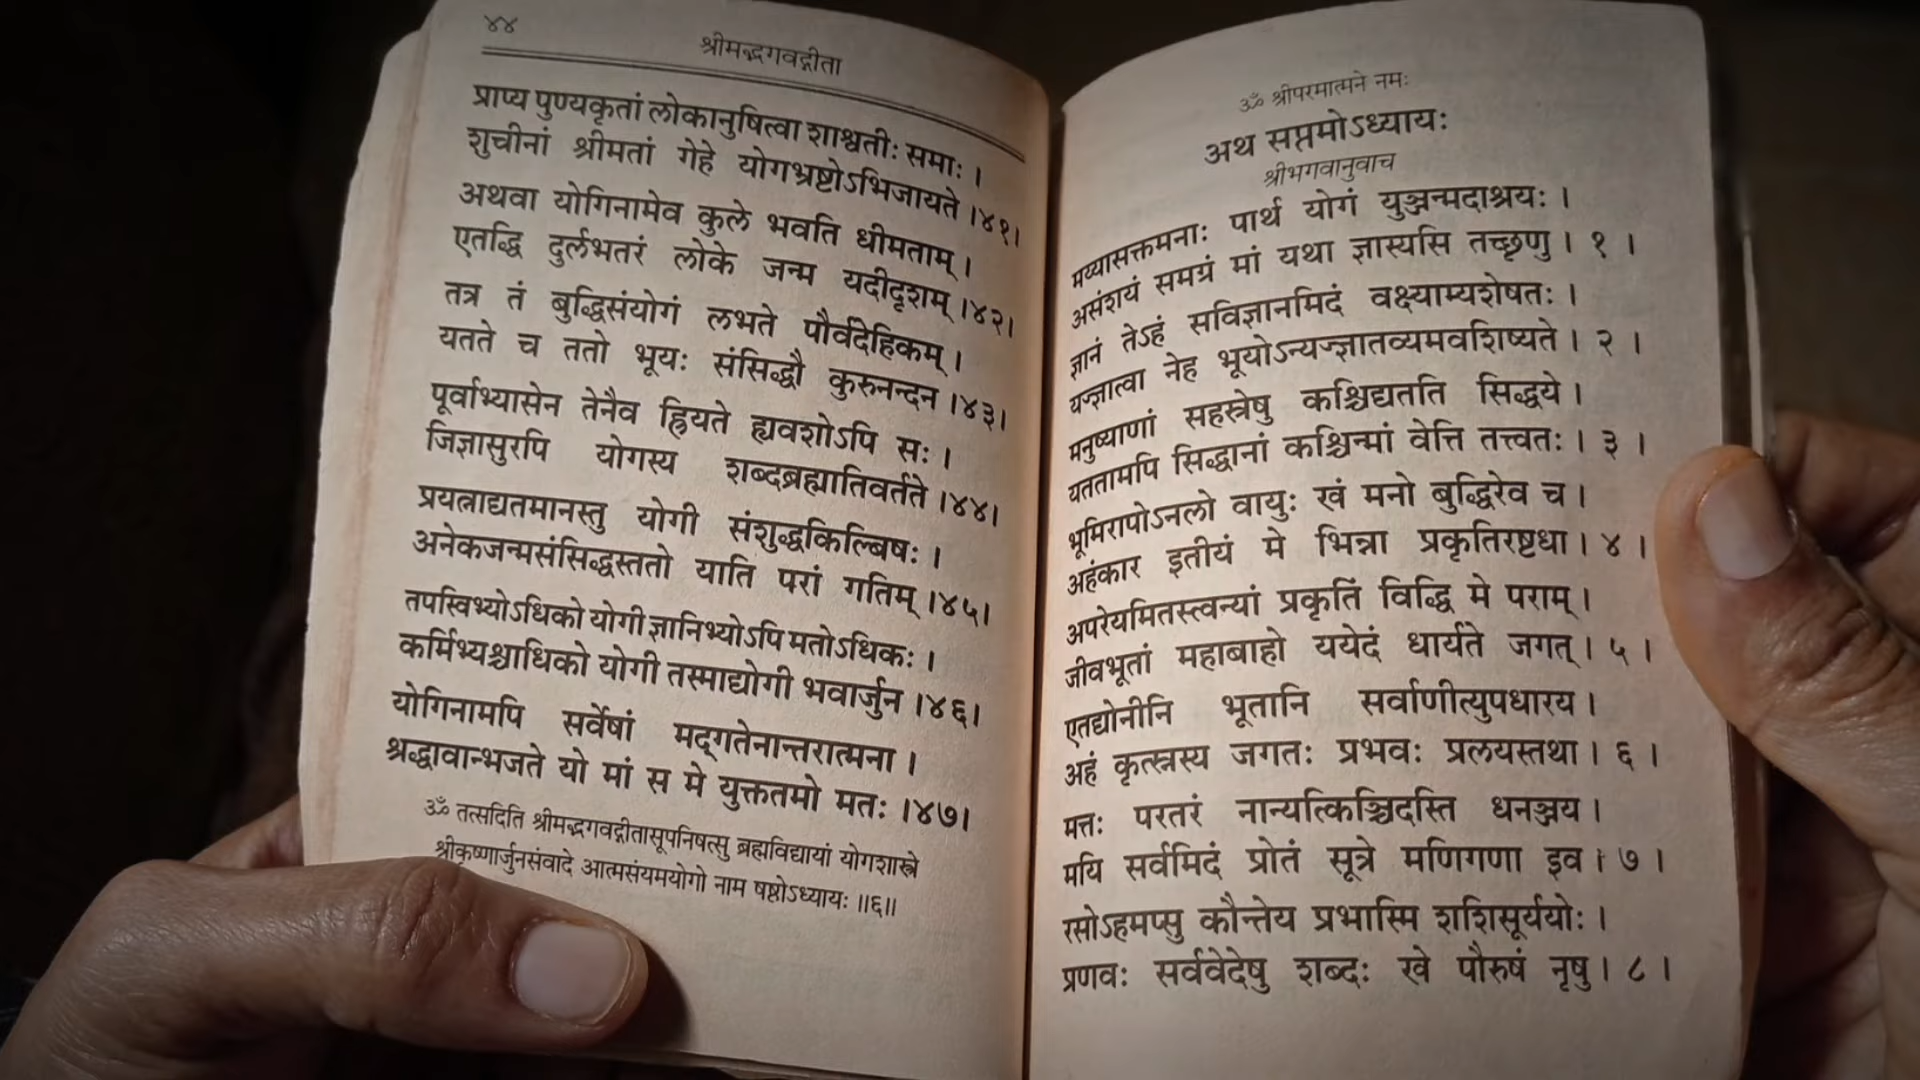 ४४
श्रीमद्भगवद्गीता
प्राप्य पुण्यकृतां लोकानुषित्वा शाश्वतीः समाः ।
शुचीनां श्रीमतां गेहे योगभ्रष्टोऽभिजायते ।४१।
अथवा योगिनामेव कुले भवति धीमताम् ।
एतद्धि दुर्लभतरं लोके जन्म यदीदृशम् ।४२।
तत्र तं बुद्धिसंयोगं लभते पौर्वदेहिकम् ।
यतते च ततो भूयः संसिद्धौ कुरुनन्दन ।४३।
पूर्वाभ्यासेन तेनैव ह्रियते ह्यवशोऽपि सः ।
जिज्ञासुरपि योगस्य शब्दब्रह्मातिवर्तते ।४४।
प्रयत्नाद्यतमानस्तु योगी संशुद्धकिल्बिषः ।
अनेकजन्मसंसिद्धस्ततो याति परां गतिम् ।४५।
तपस्विभ्योऽधिको योगी ज्ञानिभ्योऽपि मतोऽधिकः ।
कर्मिभ्यश्चाधिको योगी तस्माद्योगी भवार्जुन ।४६।
योगिनामपि सर्वेषां मद्‌गतेनान्तरात्मना ।
श्रद्धावान्भजते यो मां स मे युक्ततमो मतः ।४७।
ॐ तत्सदिति श्रीमद्भगवद्गीतासूपनिषत्सु ब्रह्मविद्यायां योगशास्त्रे
श्रीकृष्णार्जुनसंवादे आत्मसंयमयोगो नाम षष्ठोऽध्यायः ॥६॥
ॐ श्रीपरमात्मने नमः
अथ सप्तमोऽध्यायः
श्रीभगवानुवाच
मय्यासक्तमनाः पार्थ योगं युञ्जन्मदाश्रयः ।
असंशयं समग्रं मां यथा ज्ञास्यसि तच्छृणु । १ ।
ज्ञानं तेऽहं सविज्ञानमिदं वक्ष्याम्यशेषतः ।
यज्ज्ञात्वा नेह भूयोऽन्यज्ज्ञातव्यमवशिष्यते । २ ।
मनुष्याणां सहस्रेषु कश्चिद्यतति सिद्धये ।
यततामपि सिद्धानां कश्चिन्मां वेत्ति तत्त्वतः । ३ ।
भूमिरापोऽनलो वायुः खं मनो बुद्धिरेव च ।
अहंकार इतीयं मे भिन्ना प्रकृतिरष्टधा । ४ ।
अपरेयमितस्त्वन्यां प्रकृतिं विद्धि मे पराम् ।
जीवभूतां महाबाहो ययेदं धार्यते जगत् । ५ ।
एतद्योनीनि भूतानि सर्वाणीत्युपधारय ।
अहं कृत्स्नस्य जगतः प्रभवः प्रलयस्तथा । ६ ।
मत्तः परतरं नान्यत्किञ्चिदस्ति धनञ्जय ।
मयि सर्वमिदं प्रोतं सूत्रे मणिगणा इव । ७ ।
रसोऽहमप्सु कौन्तेय प्रभास्मि शशिसूर्ययोः ।
प्रणवः सर्ववेदेषु शब्दः खे पौरुषं नृषु । ८ ।